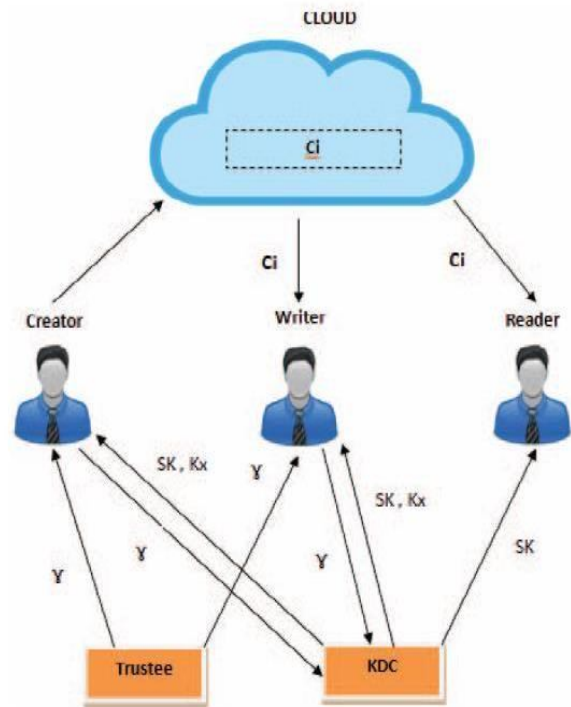 CLOUD
Ci
Ci
Ci
Creator
Writer
Reader
SK , Kx
Ɣ
SK , Kx
Ɣ
Ɣ
Ɣ
SK
Trustee
KDC